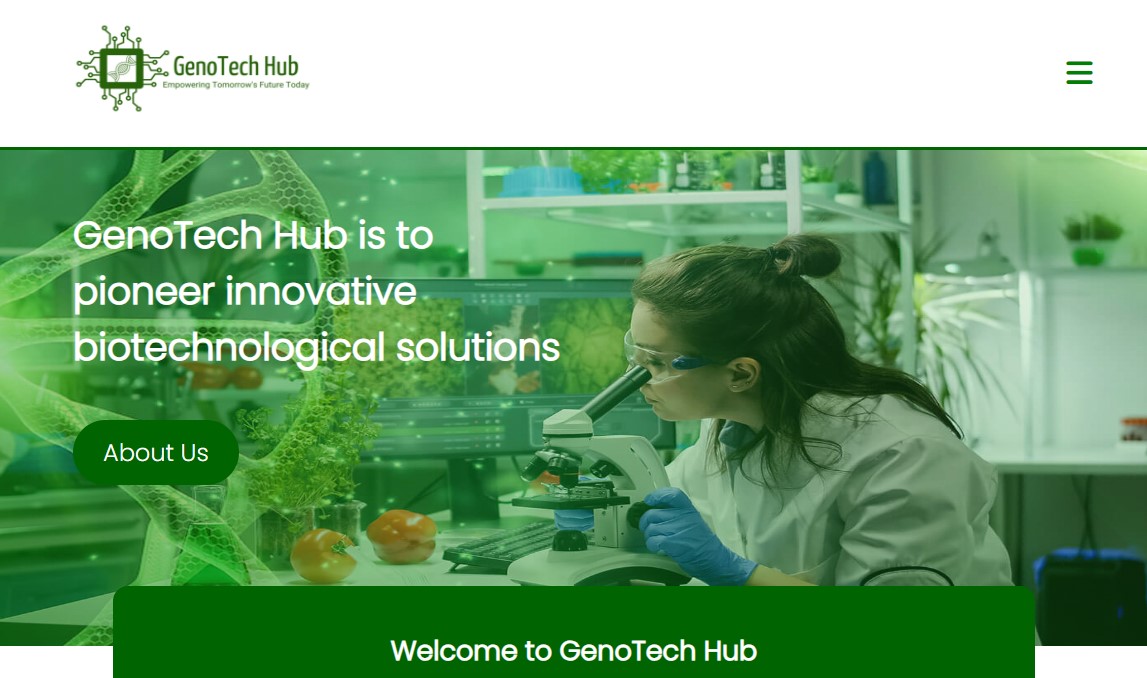 GenoTech Hub
Empowering Tomorrow's Future Today
GenoTech Hub is to
pioneer innovative
biotechnological solutions
About Us
Welcome to GenoTech Hub